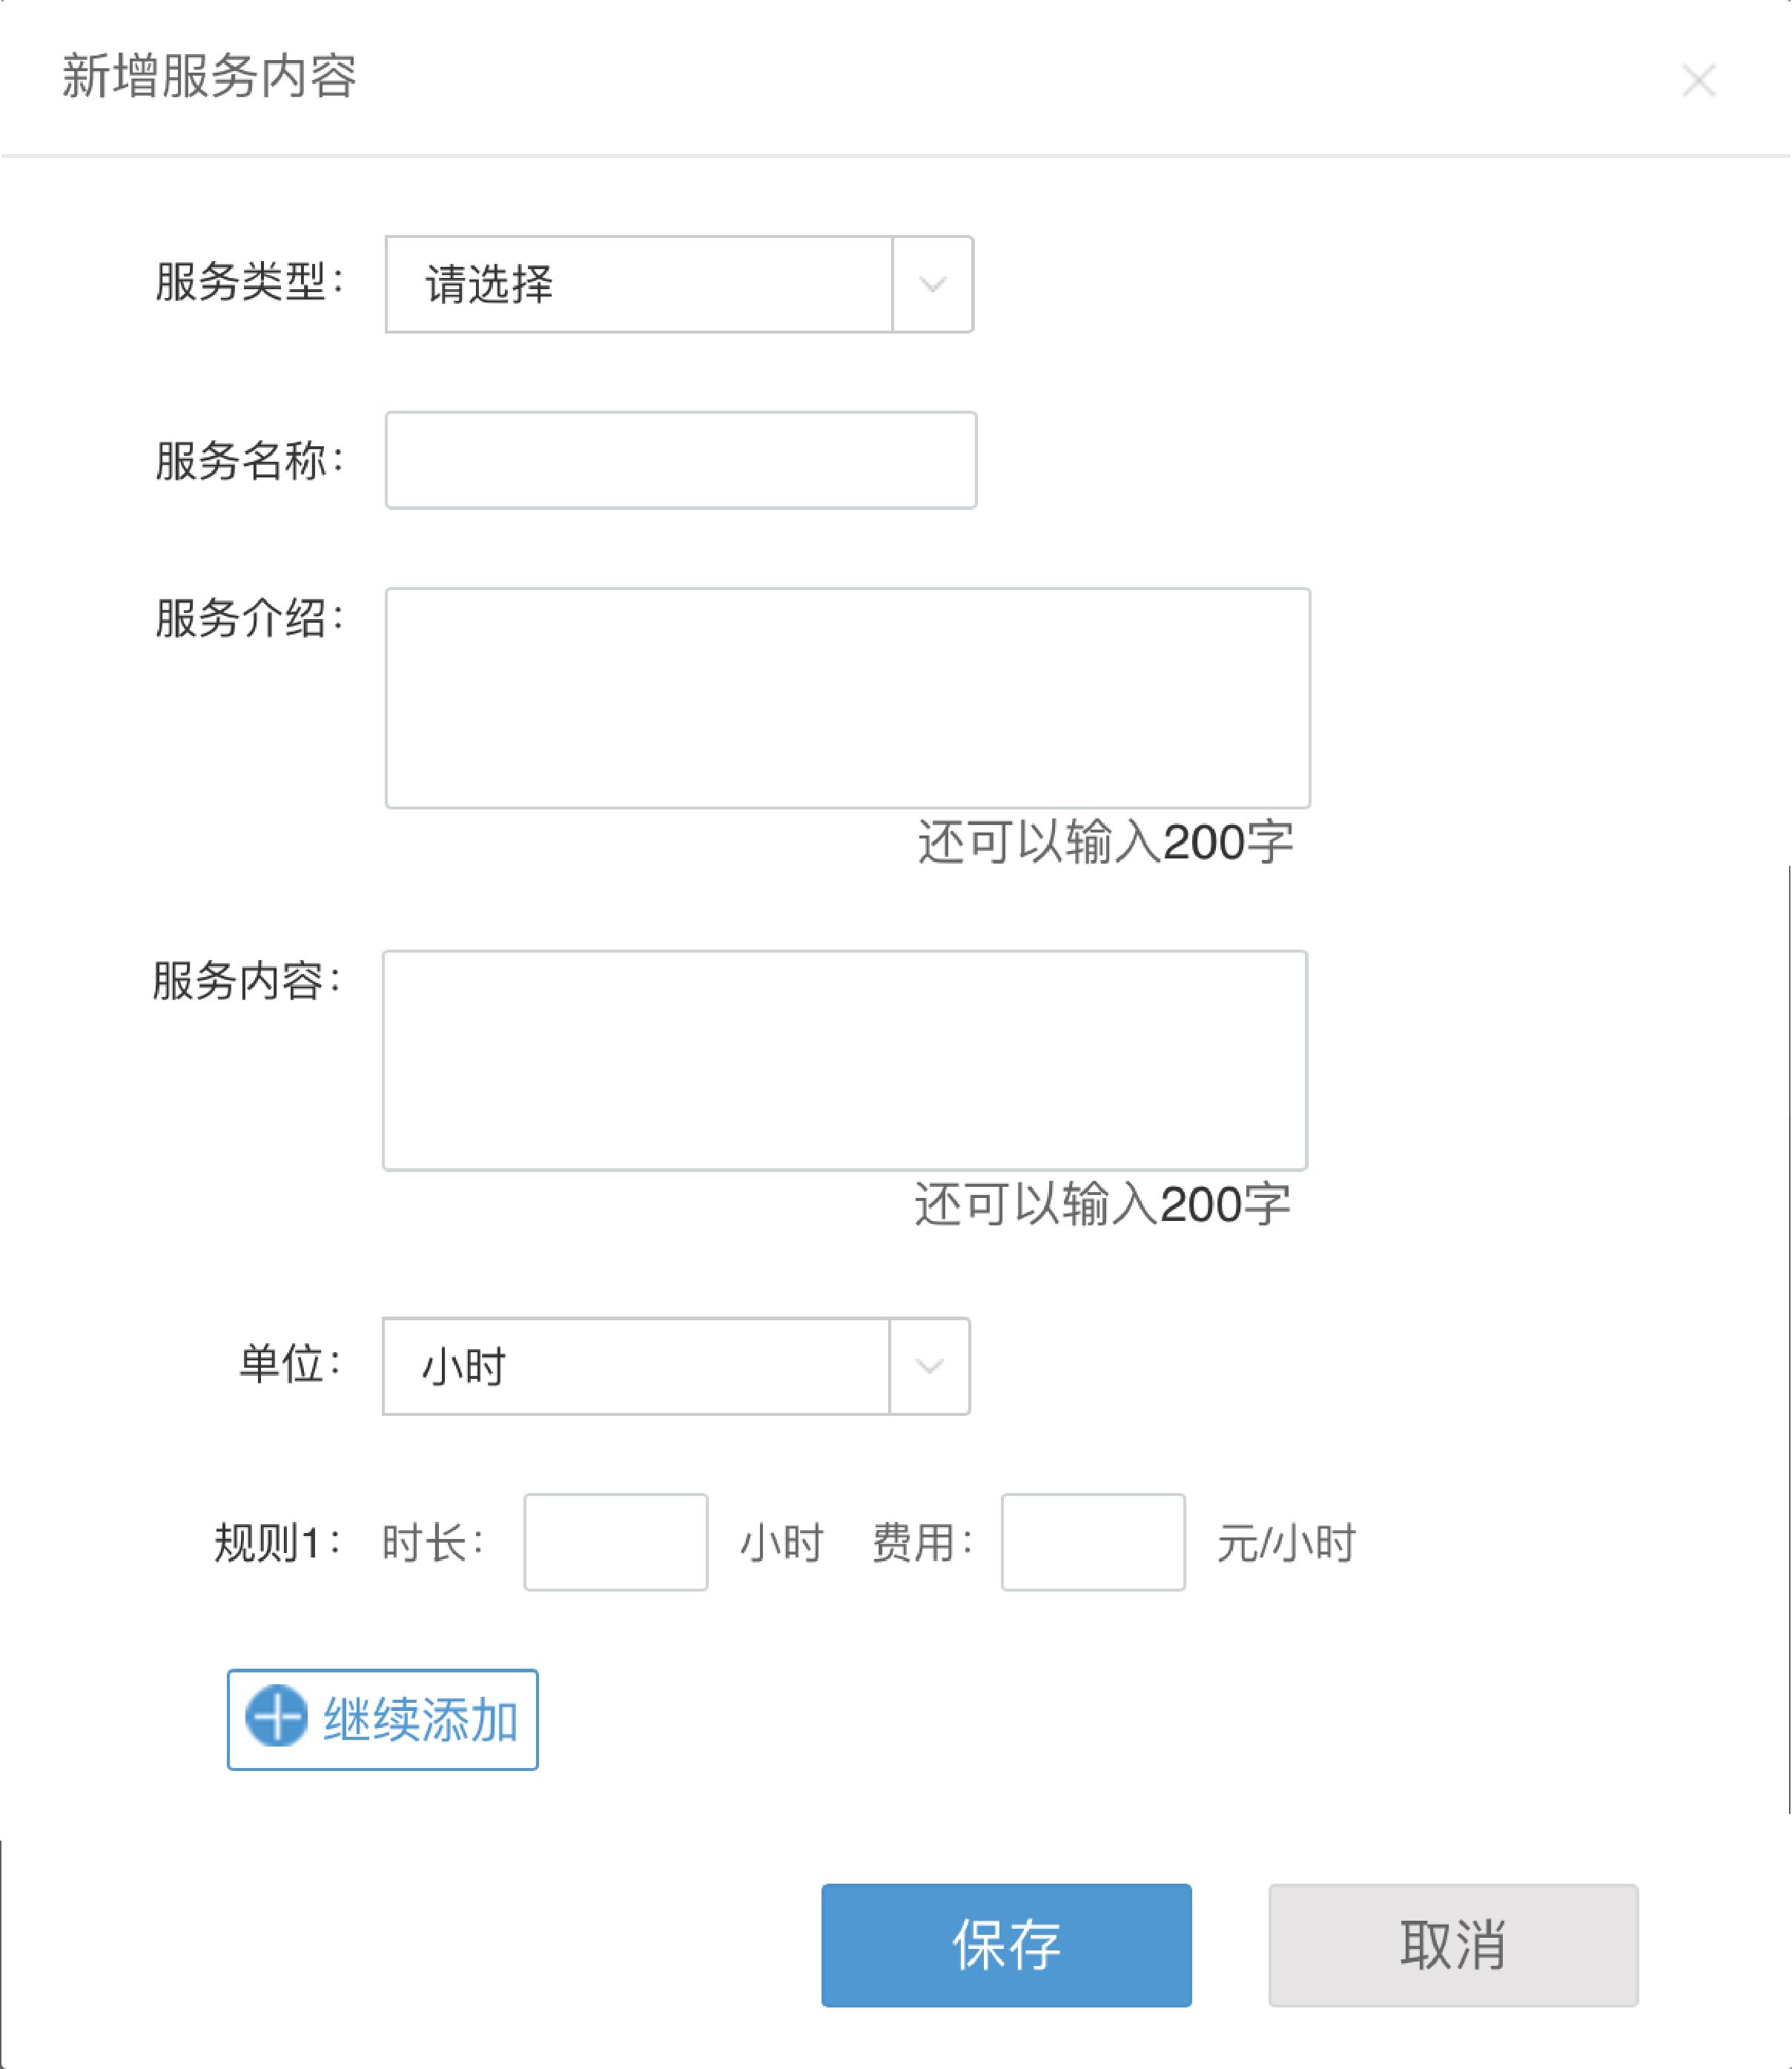 新增服务内容
服务类型：
请选择
服务名称：
服务介绍：
还可以输入200字
服务内容：
还可以输入200字
单位：
小时
规则1： 时长： 小时 费用： 元/小时
继续添加
保存 取消